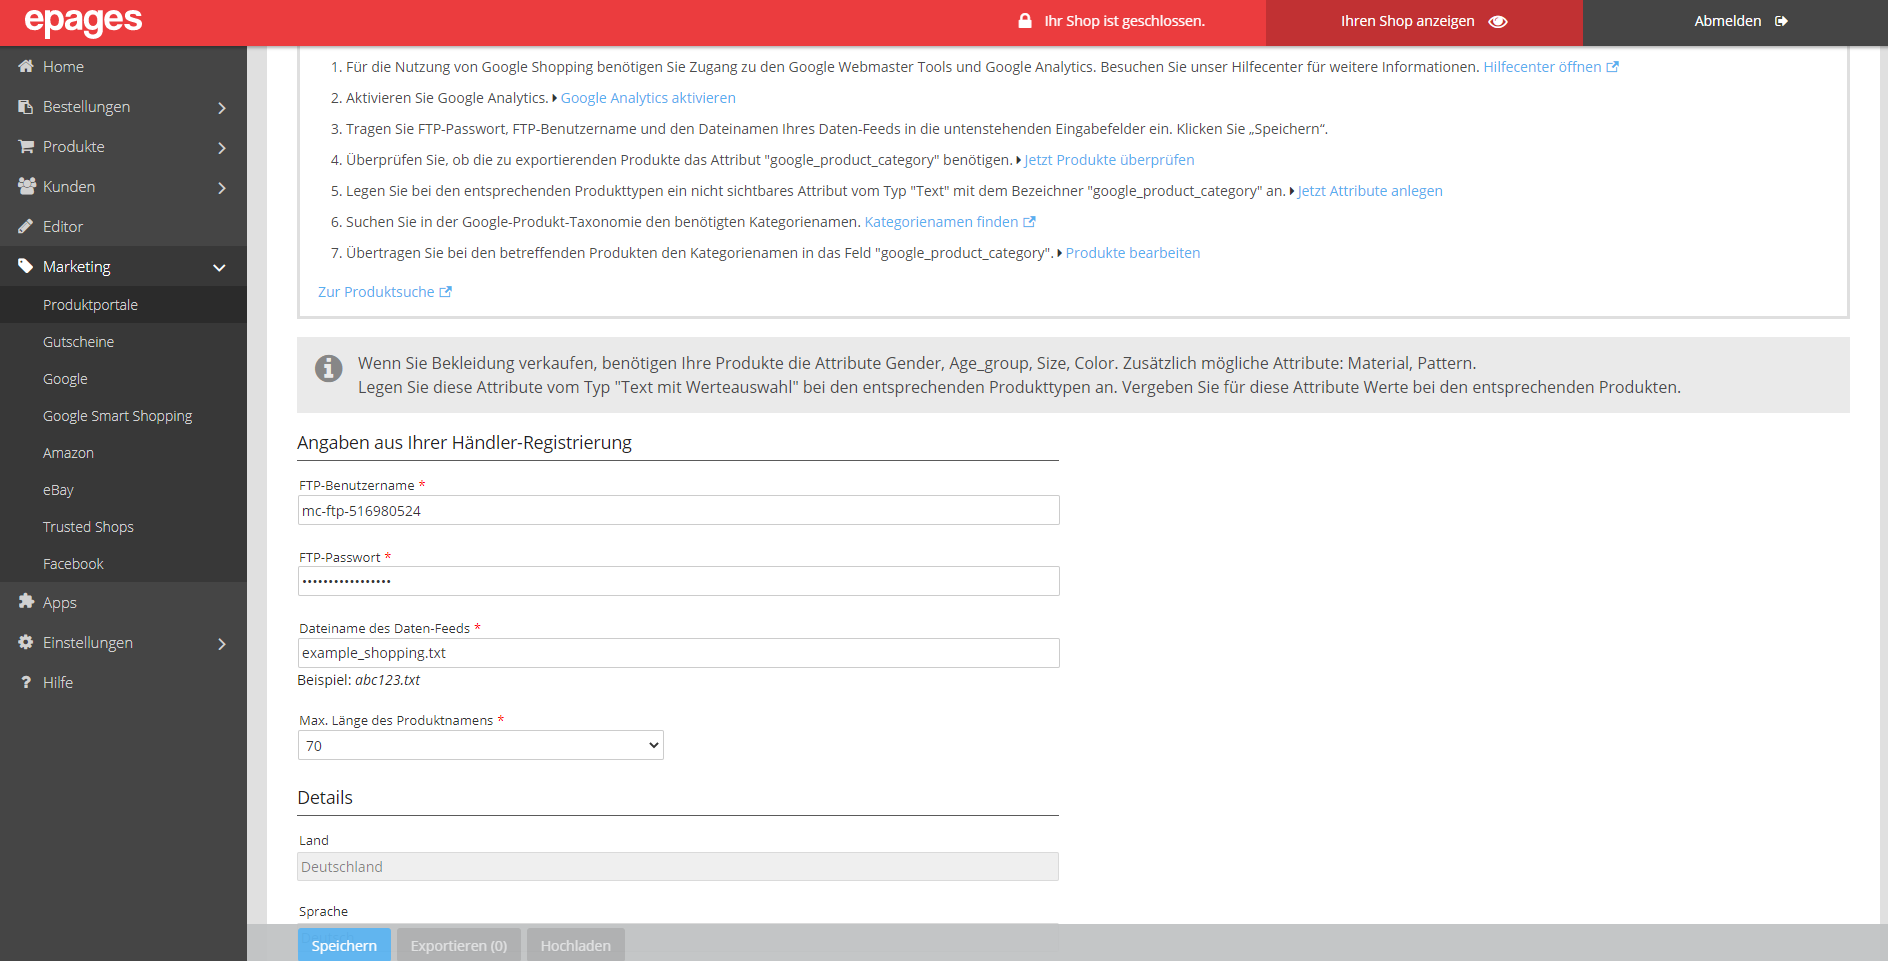 epages
Ihr Shop ist geschlossen.
Ihren Shop anzeigen
Abmelden
Home
Bestellungen
Produkte
Kunden
Editor
Marketing
Produktportale
Gutscheine
Google
Google Smart Shopping
Amazon
eBay
Trusted Shops
Facebook
Apps
Einstellungen
? Hilfe
1. Für die Nutzung von Google Shopping benötigen Sie Zugang zu den Google Webmaster Tools und Google Analytics. Besuchen Sie unser Hilfecenter für weitere Informationen. Hilfecenter öffnen
2. Aktivieren Sie Google Analytics. Google Analytics aktivieren
3. Tragen Sie FTP-Passwort, FTP-Benutzername und den Dateinamen Ihres Daten-Feeds in die untenstehenden Eingabefelder ein. Klicken Sie „Speichern“.
4. Überprüfen Sie, ob die zu exportierenden Produkte das Attribut "google_product_category" benötigen. Jetzt Produkte überprüfen
5. Legen Sie bei den entsprechenden Produkttypen ein nicht sichtbares Attribut vom Typ "Text" mit dem Bezeichner "google_product_category" an. Jetzt Attribute anlegen
6. Suchen Sie in der Google-Produkt-Taxonomie den benötigten Kategorienamen. Kategorienamen finden
7. Übertragen Sie bei den betreffenden Produkten den Kategorienamen in das Feld "google_product_category". Produkte bearbeiten
Zur Produktsuche
Wenn Sie Bekleidung verkaufen, benötigen Ihre Produkte die Attribute Gender, Age_group, Size, Color. Zusätzlich mögliche Attribute: Material, Pattern.
Legen Sie diese Attribute vom Typ "Text mit Werteauswahl" bei den entsprechenden Produkttypen an. Vergeben Sie für diese Attribute Werte bei den entsprechenden Produkten.
Angaben aus Ihrer Händler-Registrierung
FTP-Benutzername *
mc-ftp-516980524
FTP-Passwort *
•••••••••••••••••
Dateiname des Daten-Feeds *
example_shopping.txt
Beispiel: abc123.txt
Max. Länge des Produktnamens *
70
Details
Land
Deutschland
Sprache
Speichern
Exportieren (0)
Hochladen